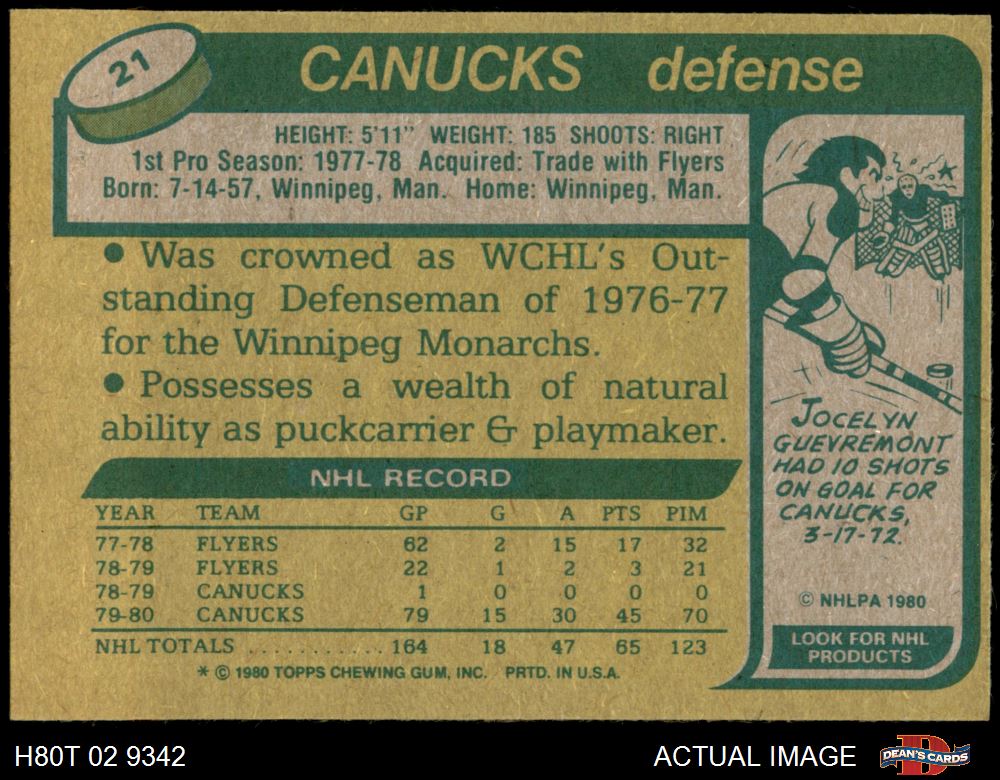 21
CANUCKS defense
HEIGHT: 5'11" WEIGHT: 185 SHOOTS: RIGHT
1st Pro Season: 1977-78 Acquired: Trade with Flyers
Born: 7-14-57, Winnipeg, Man. Home: Winnipeg, Man.
• Was crowned as WCHL's Out-
standing Defenseman of 1976-77
for the Winnipeg Monarchs.
• Possesses a wealth of natural
ability as puckcarrier & playmaker.
NHL RECORD
YEAR TEAM GP G A PTS PIM
77-78 FLYERS 62 2 15 17 32
78-79 FLYERS 22 1 2 3 21
78-79 CANUCKS 1 0 0 0 0
79-80 CANUCKS 79 15 30 45 70
NHL TOTALS . . . . . . . . . . . 164 18 47 65 123
* © 1980 TOPPS CHEWING GUM, INC. PRTD. IN U.S.A.
JOCELYN
GUEVREMONT
HAD 10 SHOTS
ON GOAL FOR
CANUCKS,
3-17-72.
© NHLPA 1980
LOOK FOR NHL
PRODUCTS
H80T 02 9342
ACTUAL IMAGE
DEAN'S CARDS